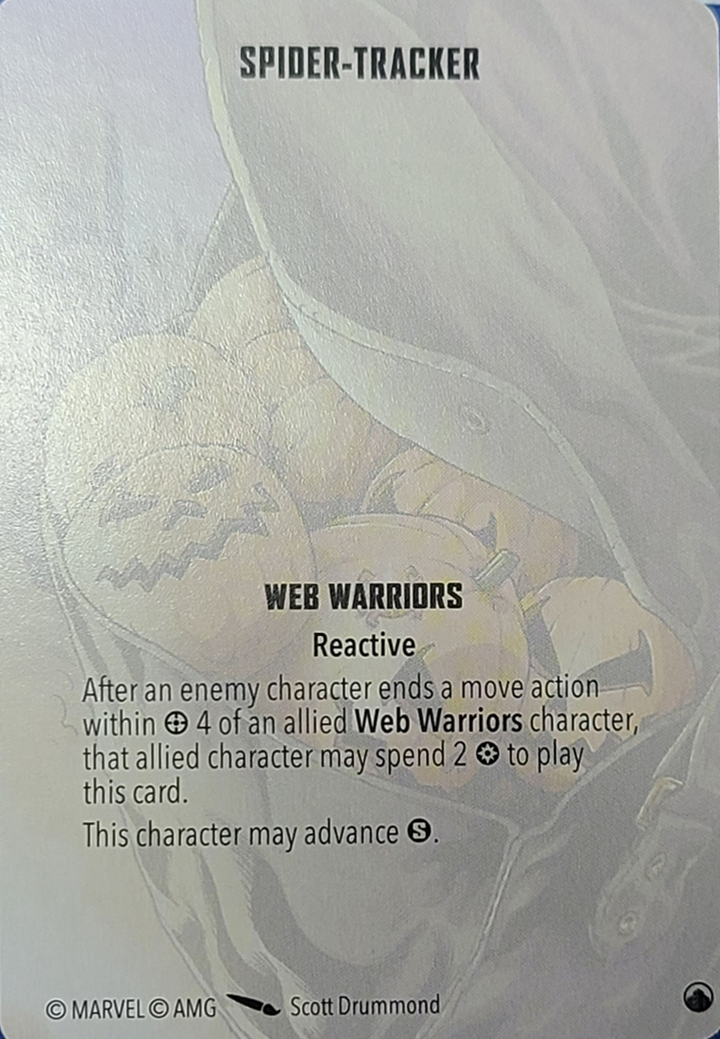 SPIDER-TRACKER
WEB WARRIORS
Reactive
After an enemy character ends a move action
within 4 of an allied Web Warriors character,
that allied character may spend 2 to play
this card.
This character may advance S.
© MARVEL © AMG Scott Drummond